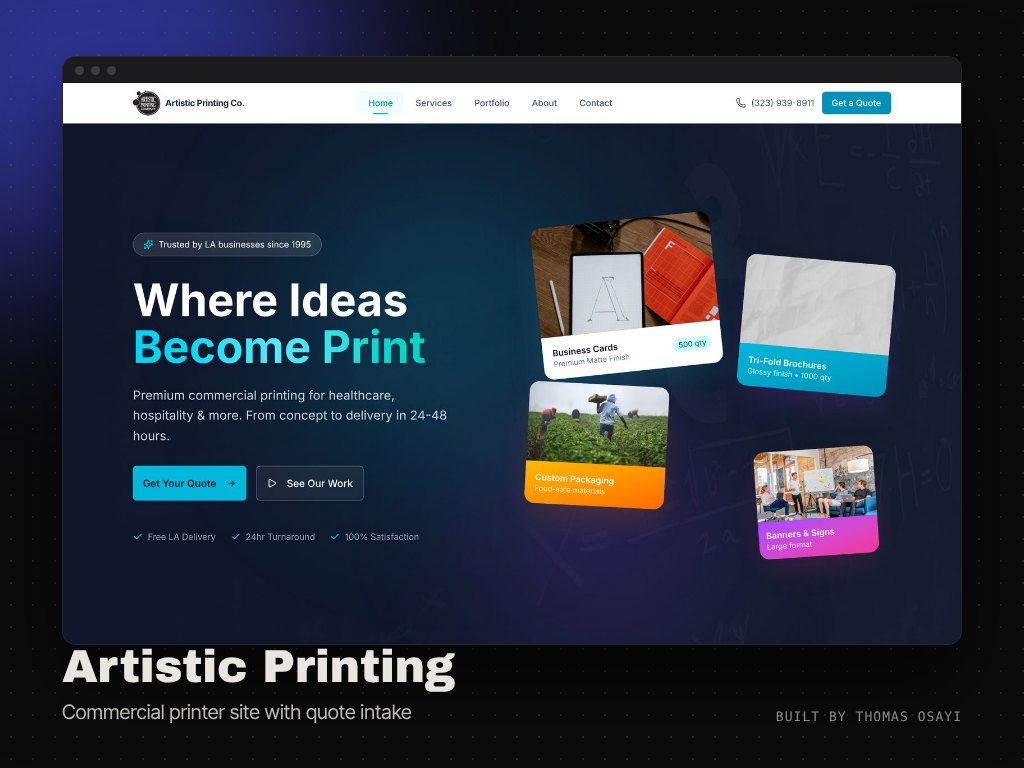 ARTISTIC
PRINTING
COMPANY
Artistic Printing Co.
Home
Services
Portfolio
About
Contact
(323) 939-8911
Get a Quote
Trusted by LA businesses since 1995
Where Ideas
Become Print
Premium commercial printing for healthcare,
hospitality & more. From concept to delivery in 24-48
hours.
Get Your Quote
See Our Work
Free LA Delivery
24hr Turnaround
100% Satisfaction
F
A
Business Cards
Premium Matte Finish
500 qty
Tri-Fold Brochures
Glossy finish • 1000 qty
Custom Packaging
Food-safe materials
Banners & Signs
Large format
Artistic Printing
Commercial printer site with quote intake
BUILT BY THOMAS OSAYI